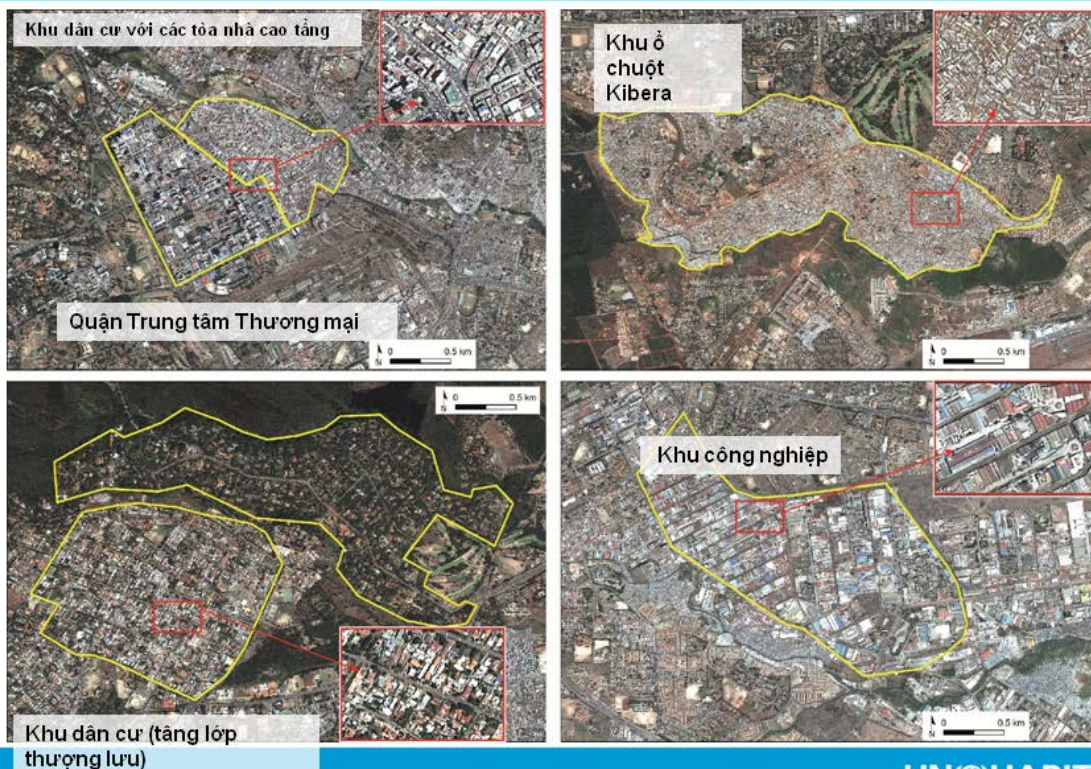 Khu dân cư với các tòa nhà cao tầng
Quận Trung tâm Thương mại
N 0 0.5 km
Khu ổ
chuột
Kibera
N 0 0.5 km
N 0 0.5 km
Khu dân cư (tầng lớp
thượng lưu)
Khu công nghiệp
N 0 0.5 km